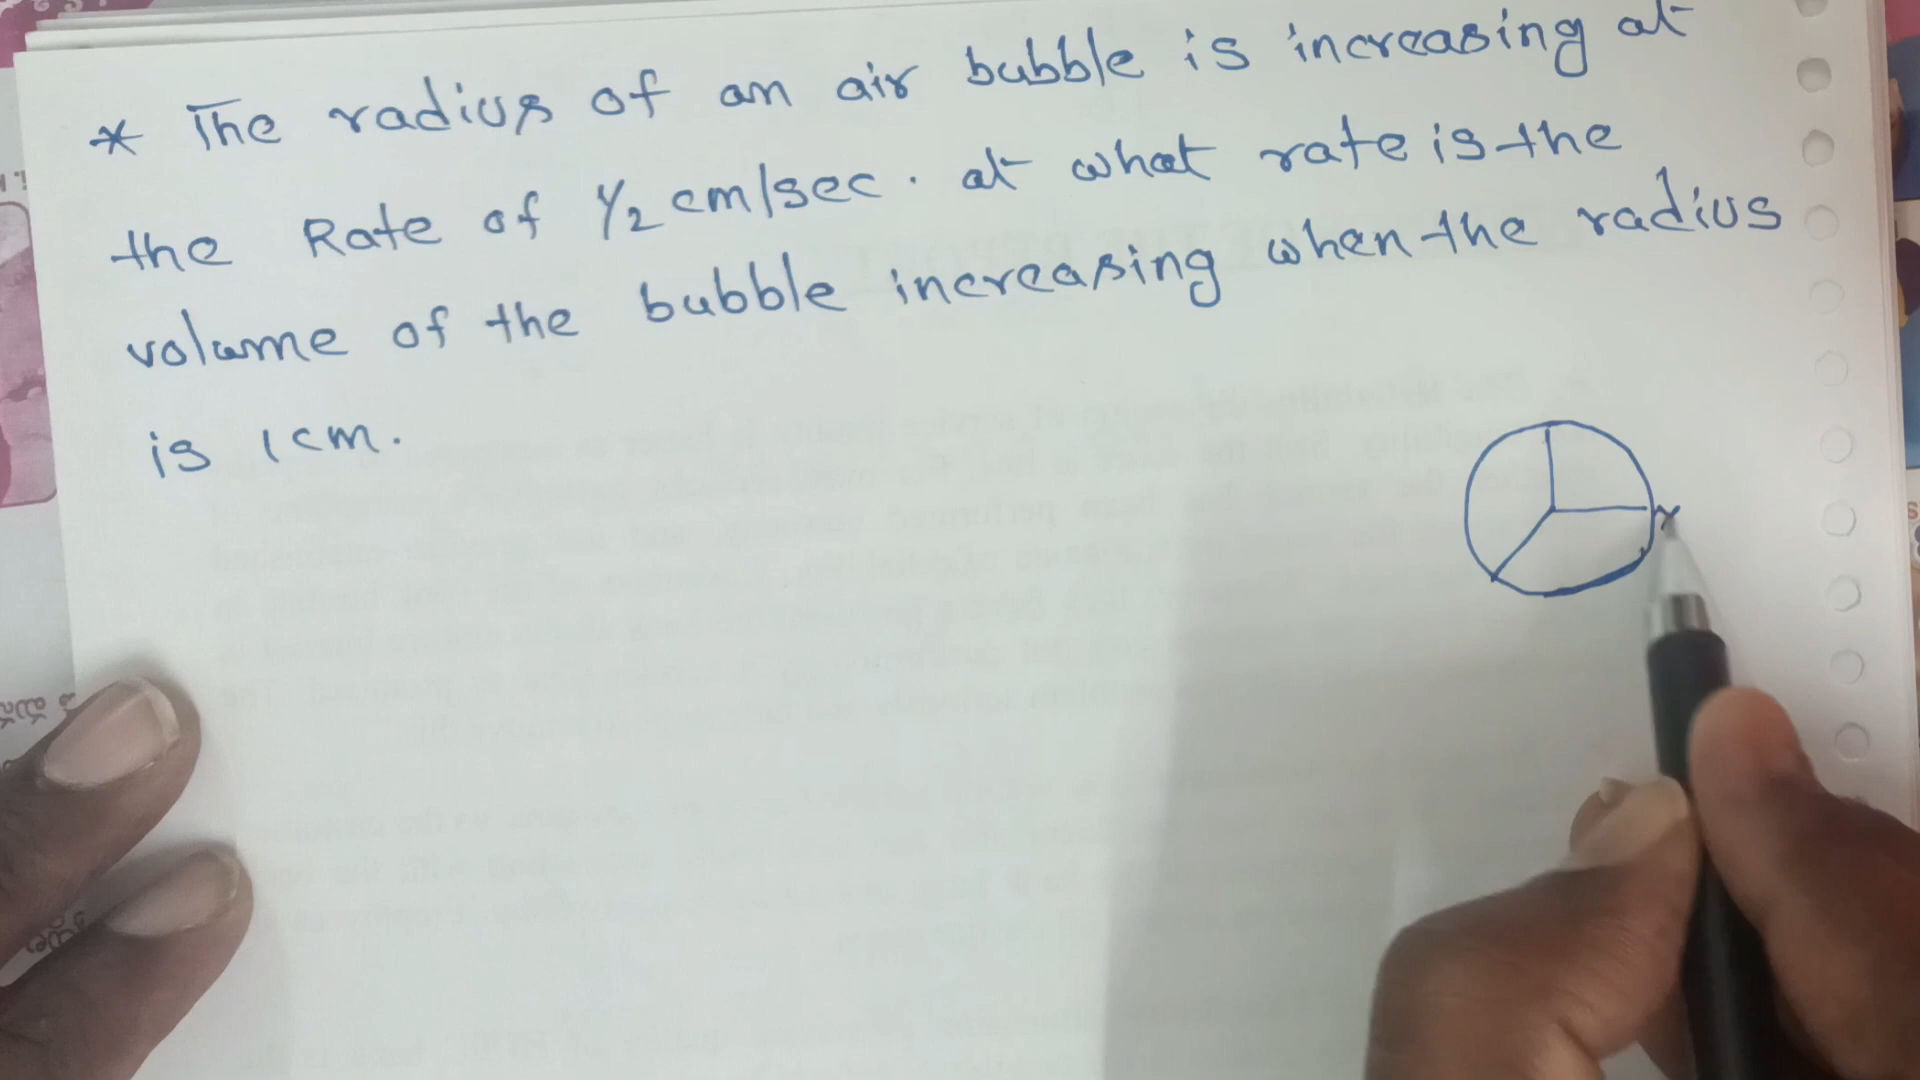 * The radius of an air bubble is increasing at
the Rate of 1/2 cm/sec. at what rate is the
volume of the bubble increasing when the radius
is 1cm.